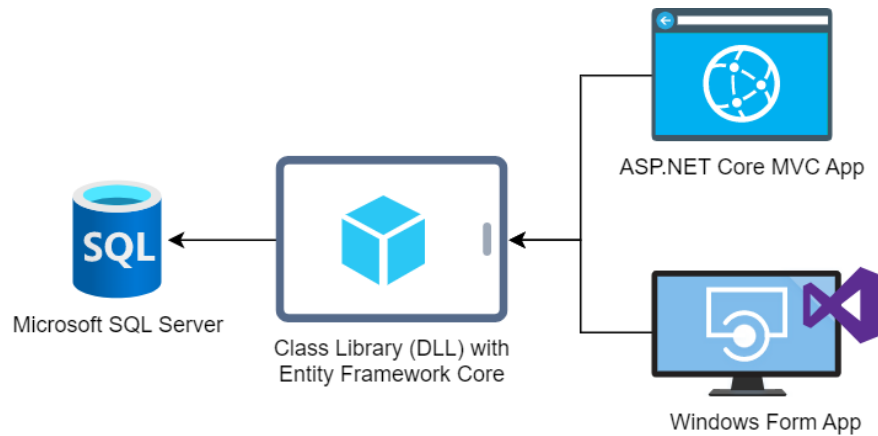 ASP.NET Core MVC App
SQL
Microsoft SQL Server
Class Library (DLL) with
Entity Framework Core
Windows Form App